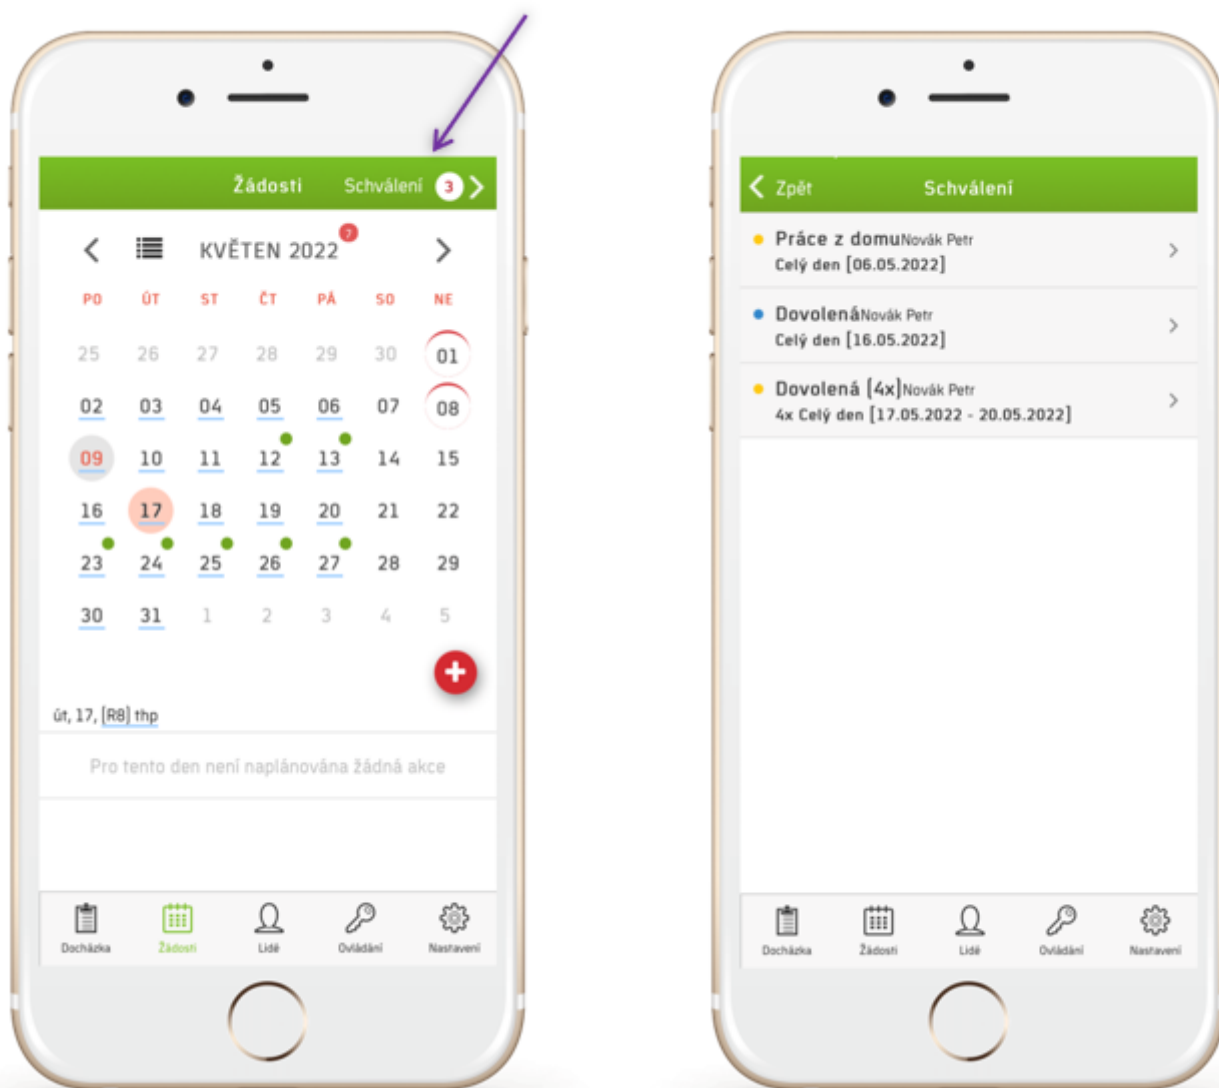 Žádosti Schválení 3
KVĚTEN 2022 7
PO ÚT ST ČT PÁ SO NE
25 26 27 28 29 30 01
02 03 04 05 06 07 08
09 10 11 12 13 14 15
16 17 18 19 20 21 22
23 24 25 26 27 28 29
30 31 1 2 3 4 5
út, 17, [R8] thp
Pro tento den není naplánována žádná akce
Docházka Žádosti Lidé Ovládání Nastavení
Zpět Schválení
Práce z domuNovák Petr
Celý den [06.05.2022]
DovolenáNovák Petr
Celý den [16.05.2022]
Dovolená [4x]Novák Petr
4x Celý den [17.05.2022 - 20.05.2022]
Docházka Žádosti Lidé Ovládání Nastavení